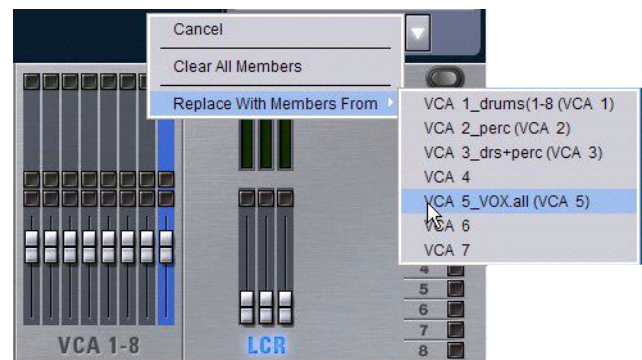 Cancel
Clear All Members
Replace With Members From
VCA 1_drums(1-8 (VCA 1)
VCA 2_perc (VCA 2)
VCA 3_drs+perc (VCA 3)
VCA 4
VCA 5_VOX.all (VCA 5)
VCA 6
VCA 7
4
5
6
7
8
VCA 1-8
LCR